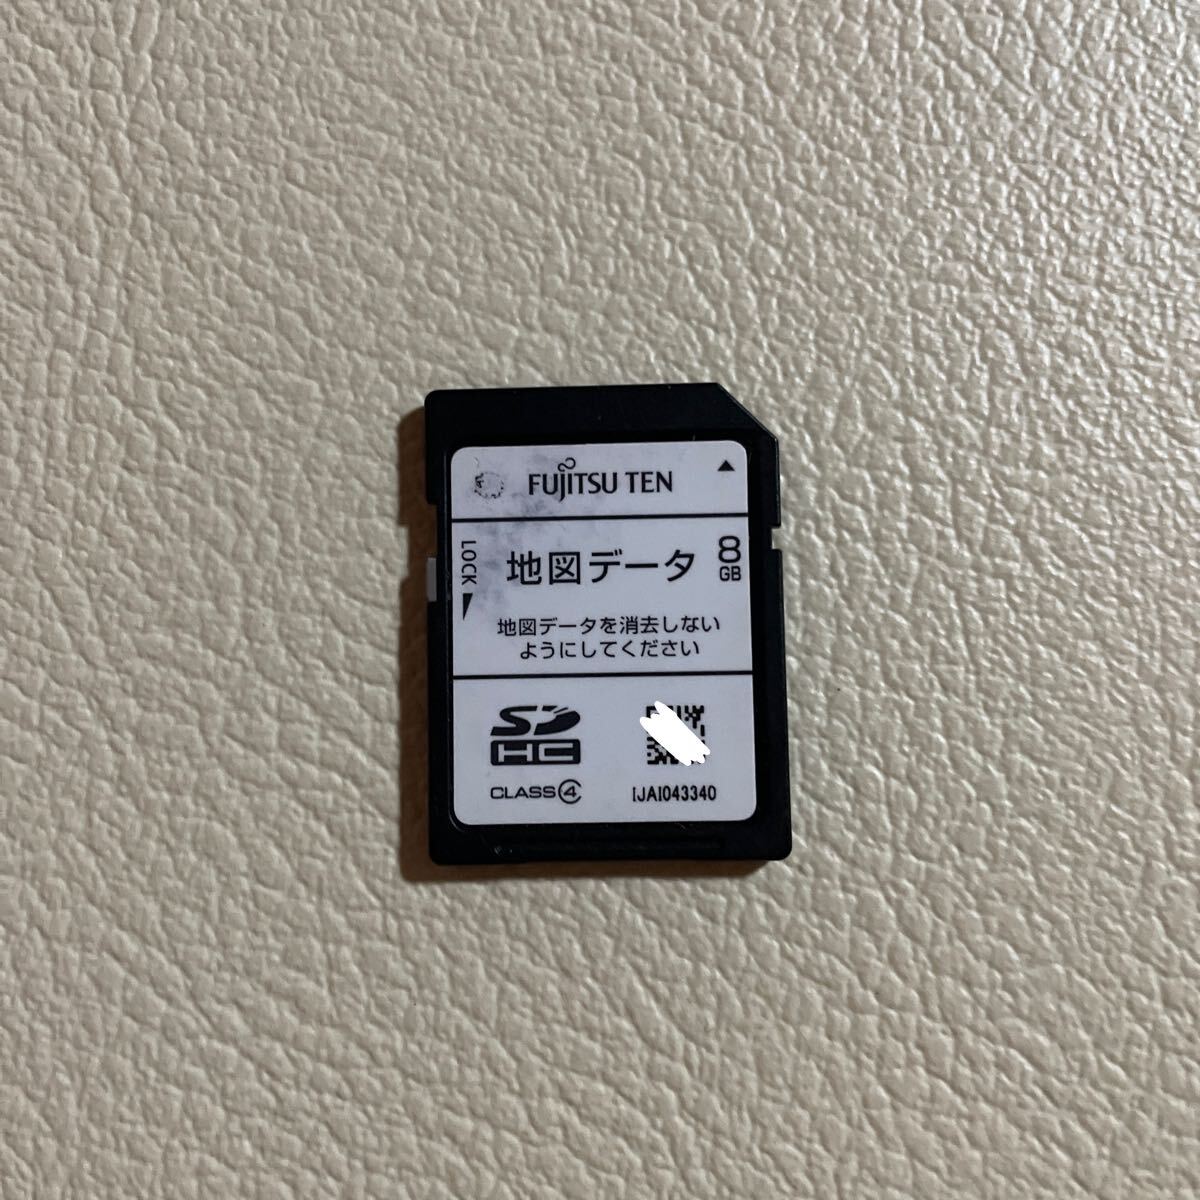 FUJITSU TEN
LOCK
地図データ
8
GB
地図データを消去しない
ようにしてください
SD
HC
CLASS④
IJAI043340